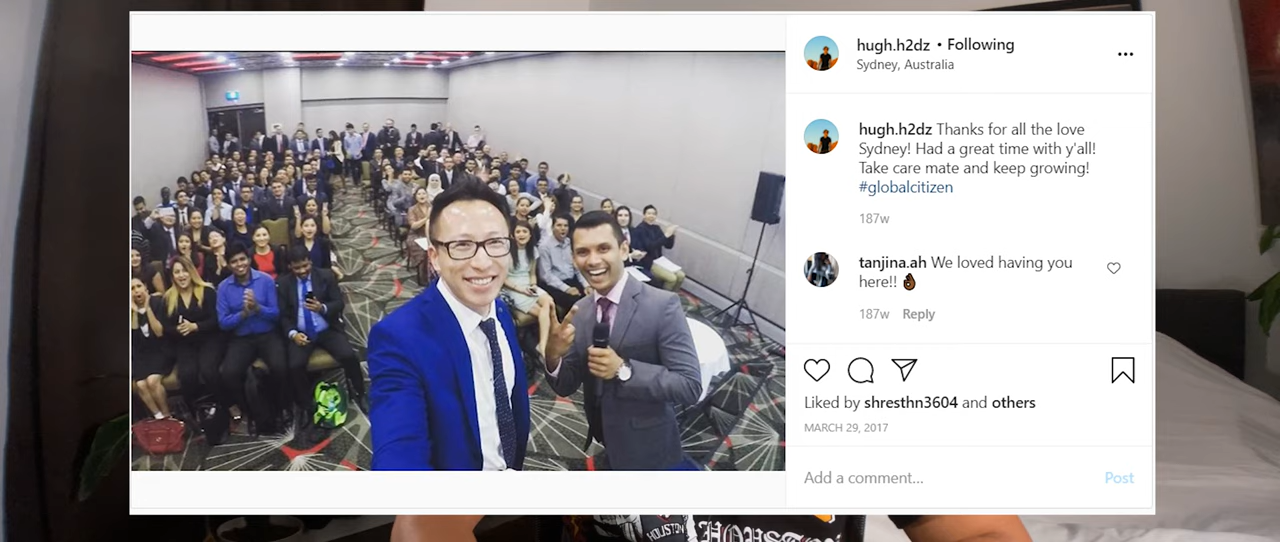 hugh.h2dz • Following
Sydney, Australia
hugh.h2dz Thanks for all the love
Sydney! Had a great time with y'all!
Take care mate and keep growing!
#globalcitizen
187w
tanjina.ah We loved having you
here!! 👌🏿
187w Reply
Liked by shresthn3604 and others
MARCH 29, 2017
Add a comment...
Post
HOUSTON